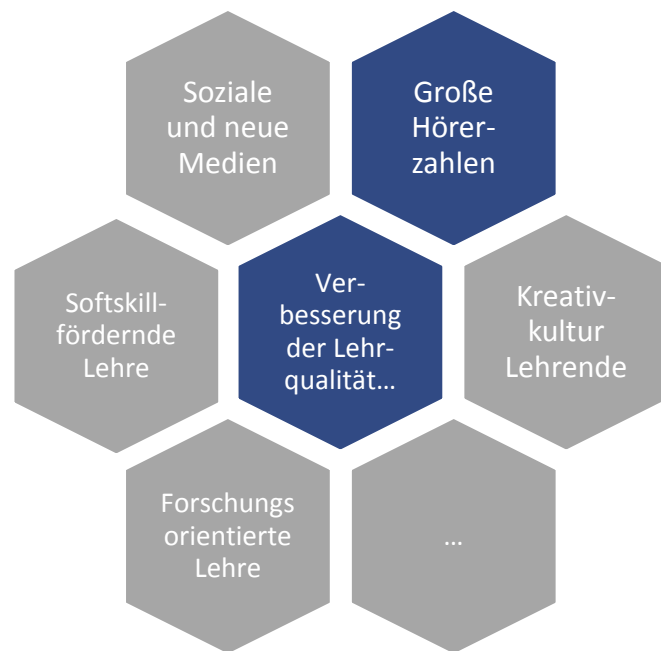 Soziale
und neue
Medien
Große
Hörer-
zahlen
Softskill-
fördernde
Lehre
Ver-
besserung
der Lehr-
qualität...
Kreativ-
kultur
Lehrende
Forschungs
orientierte
Lehre
...